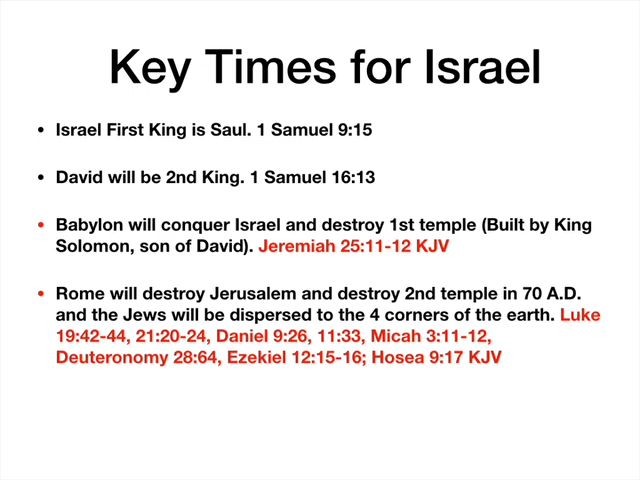 Key Times for Israel
• Israel First King is Saul. 1 Samuel 9:15
• David will be 2nd King. 1 Samuel 16:13
• Babylon will conquer Israel and destroy 1st temple (Built by King
Solomon, son of David). Jeremiah 25:11-12 KJV
• Rome will destroy Jerusalem and destroy 2nd temple in 70 A.D.
and the Jews will be dispersed to the 4 corners of the earth. Luke
19:42-44, 21:20-24, Daniel 9:26, 11:33, Micah 3:11-12,
Deuteronomy 28:64, Ezekiel 12:15-16; Hosea 9:17 KJV